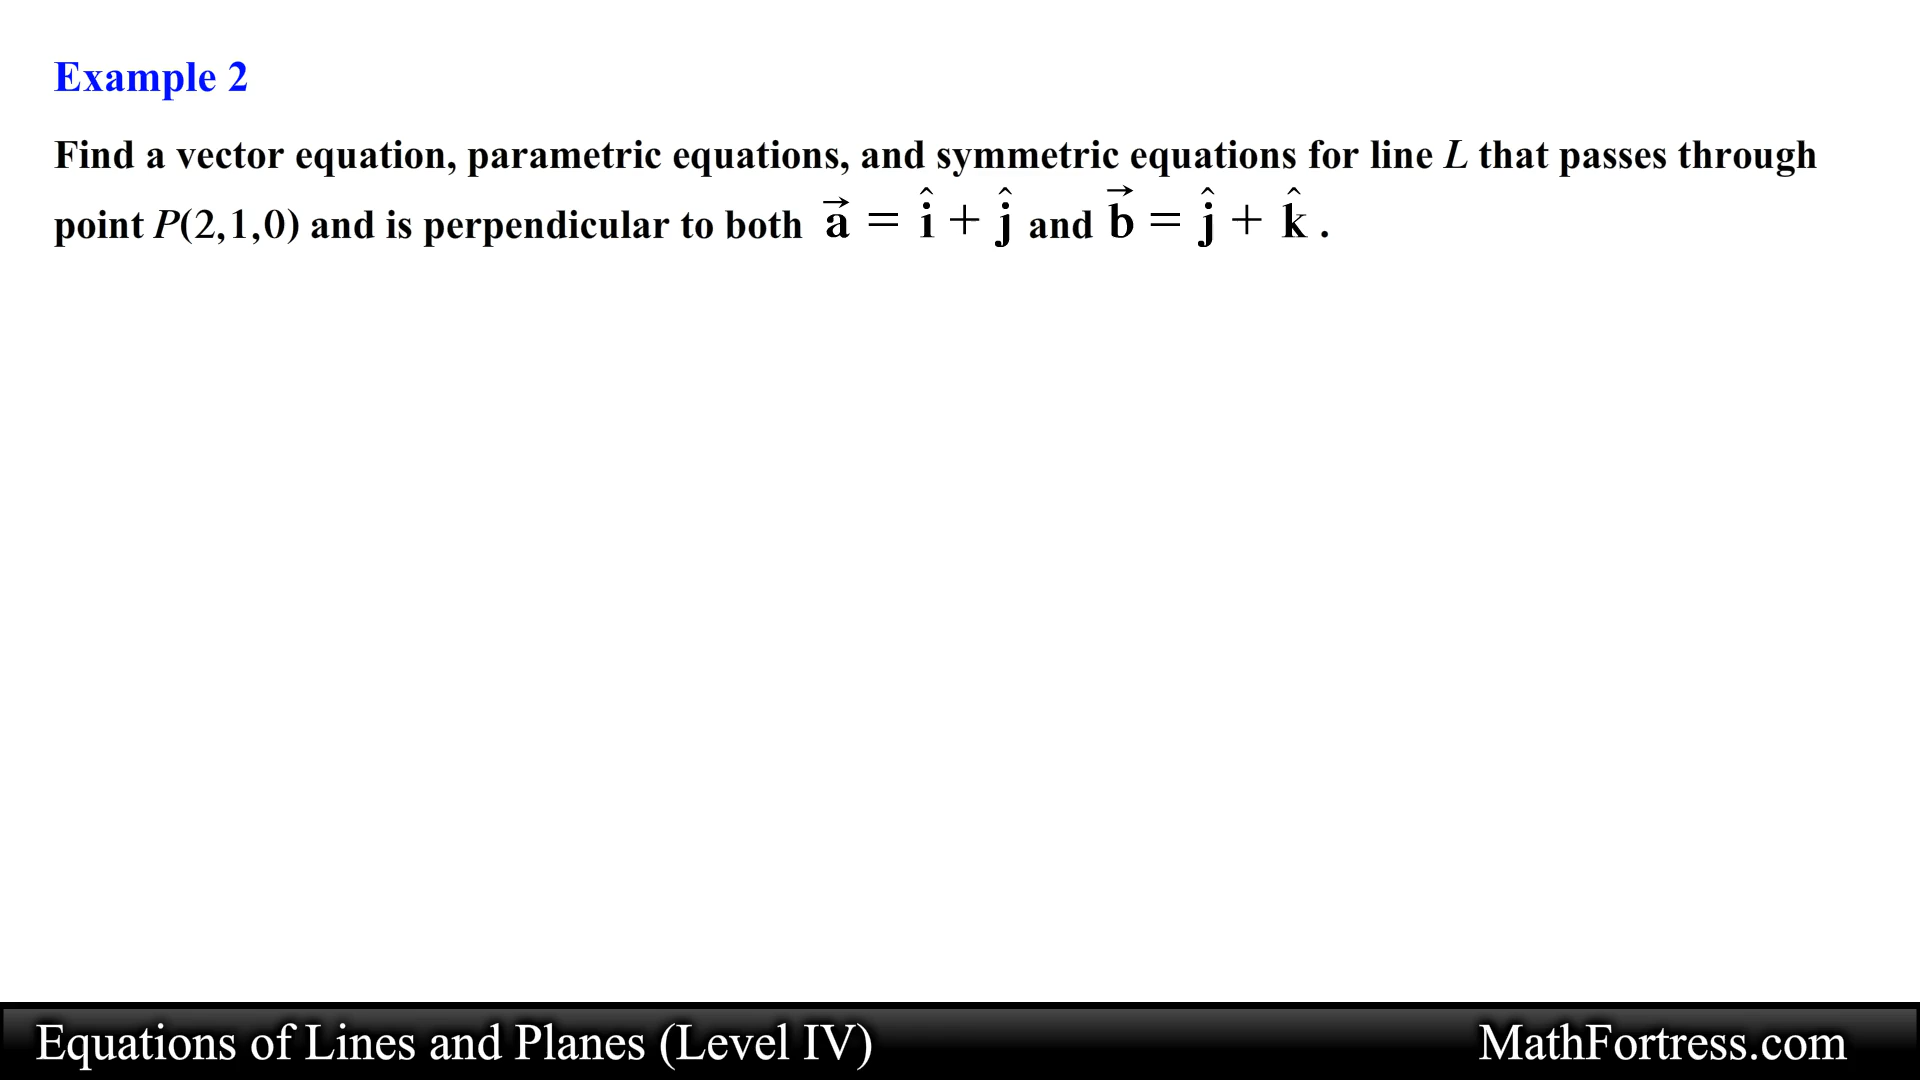 Example 2
Find a vector equation, parametric equations, and symmetric equations for line L that passes through
point P(2,1,0) and is perpendicular to both a⃗ = î + ĵ and b⃗ = ĵ + k̂ .
Equations of Lines and Planes (Level IV)
MathFortress.com